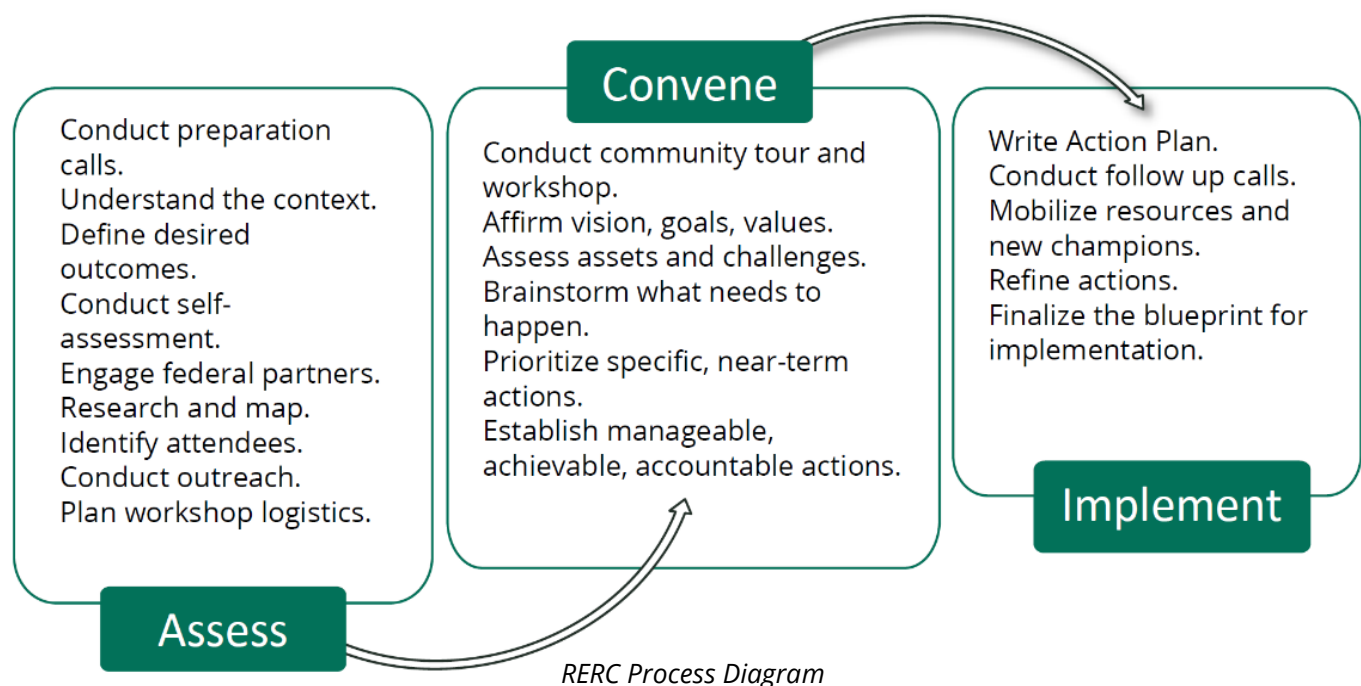 Conduct preparation
calls.
Understand the context.
Define desired
outcomes.
Conduct self-
assessment.
Engage federal partners.
Research and map.
Identify attendees.
Conduct outreach.
Plan workshop logistics.
Assess
Convene
Conduct community tour and
workshop.
Affirm vision, goals, values.
Assess assets and challenges.
Brainstorm what needs to
happen.
Prioritize specific, near-term
actions.
Establish manageable,
achievable, accountable actions.
Write Action Plan.
Conduct follow up calls.
Mobilize resources and
new champions.
Refine actions.
Finalize the blueprint for
implementation.
Implement
RERC Process Diagram